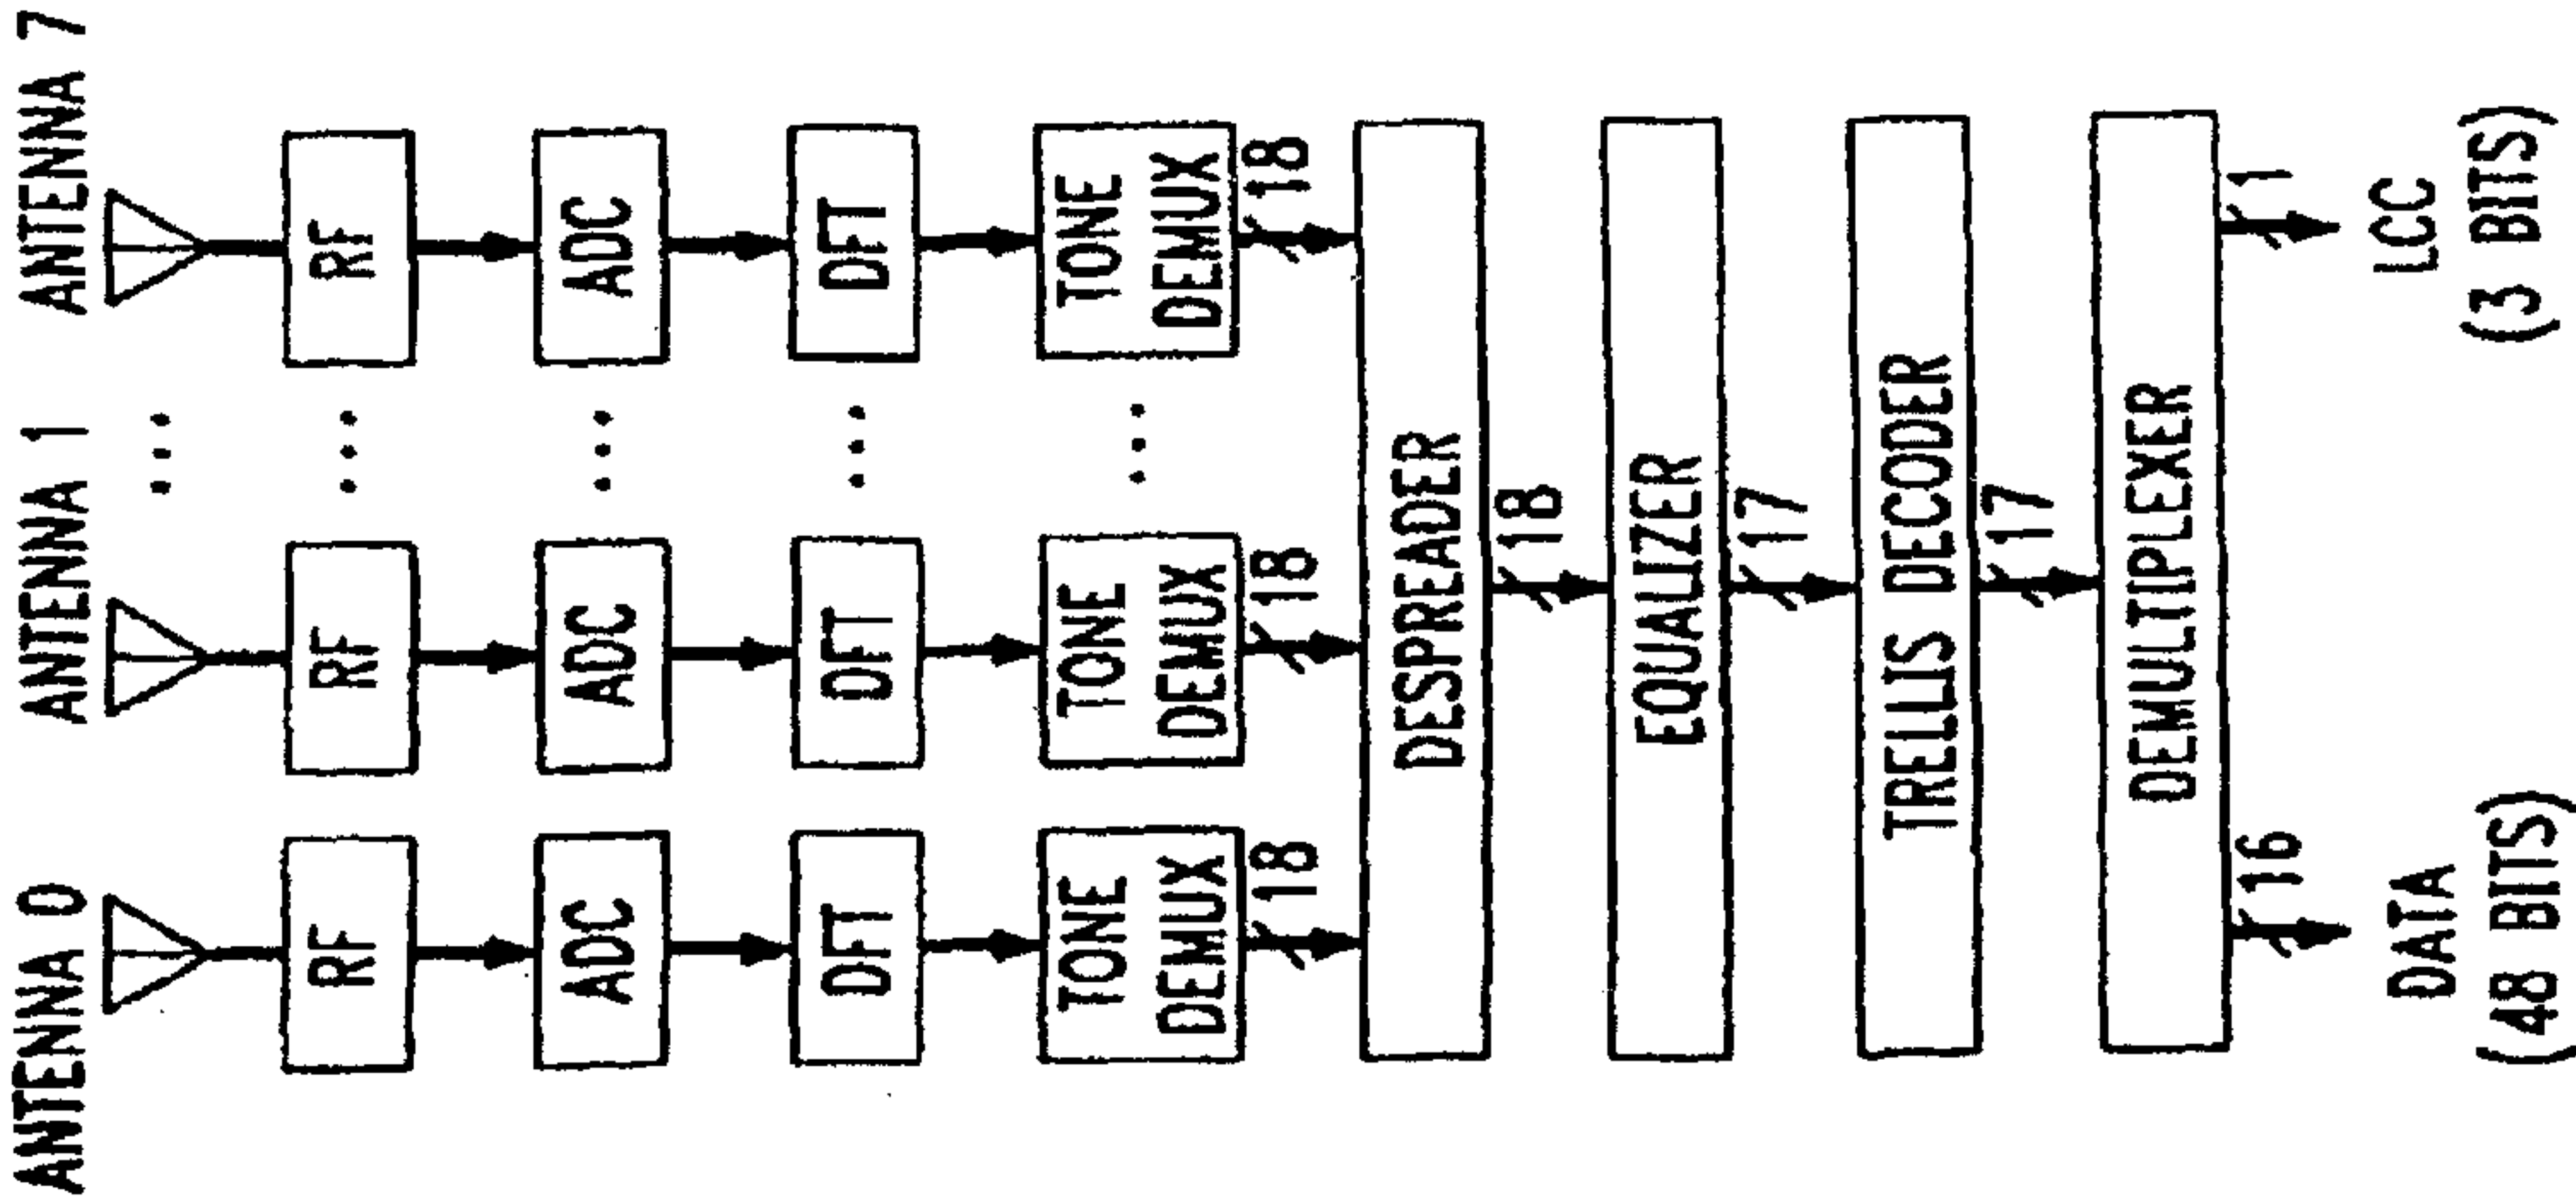 ANTENNA 0
ANTENNA 1
ANTENNA 7
RF
RF
RF
ADC
ADC
ADC
DFT
DFT
DFT
TONE
DEMUX
TONE
DEMUX
TONE
DEMUX
18
18
18
DESPREADER
18
EQUALIZER
17
TRELLIS DECODER
17
DEMULTIPLEXER
16
1
DATA
(48 BITS)
LCC
(3 BITS)